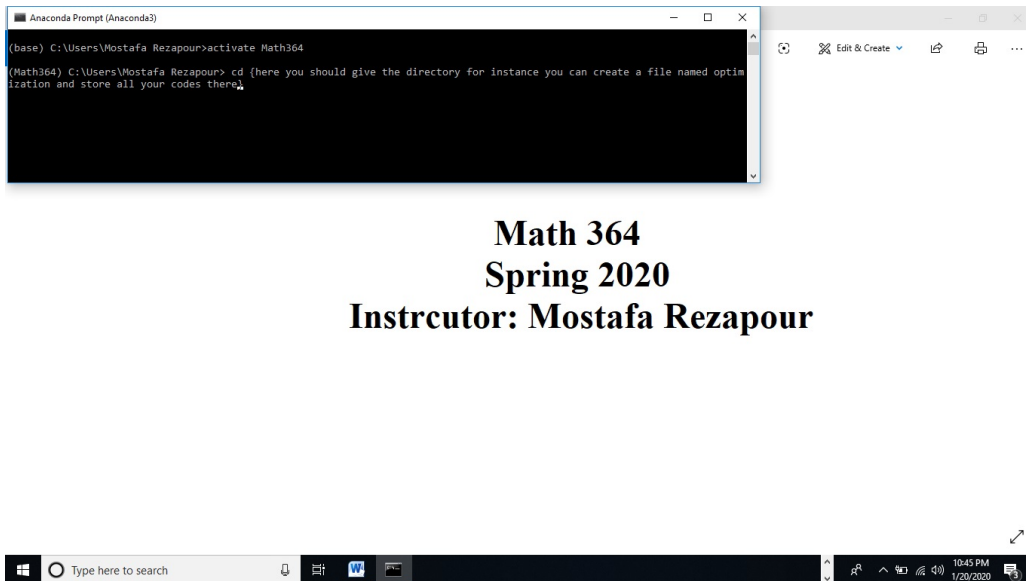 Anaconda Prompt (Anaconda3)
(base) C:\Users\Mostafa Rezapour>activate Math364
(Math364) C:\Users\Mostafa Rezapour> cd {here you should give the directory for instance you can create a file named optim
ization and store all your codes there}
Edit & Create
Math 364
Spring 2020
Instrcutor: Mostafa Rezapour
Type here to search
10:45 PM
1/20/2020
3